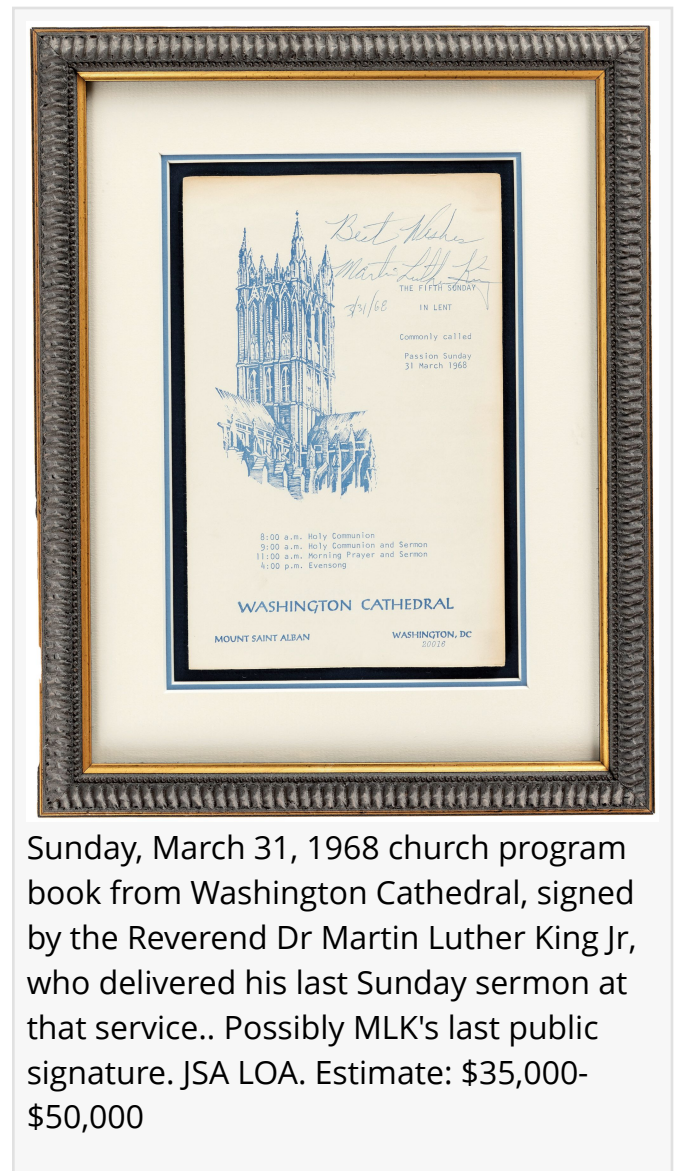 Best Wishes
Martin Luth King
3/31/68
THE FIFTH SUNDAY
IN LENT
Commonly called
Passion Sunday
31 March 1968
8:00 a.m. Holy Communion
9:00 a.m. Holy Communion and Sermon
11:00 a.m. Morning Prayer and Sermon
4:00 p.m. Evensong
WASHINGTON CATHEDRAL
MOUNT SAINT ALBAN
WASHINGTON, DC
20016
Sunday, March 31, 1968 church program
book from Washington Cathedral, signed
by the Reverend Dr Martin Luther King Jr,
who delivered his last Sunday sermon at
that service.. Possibly MLK's last public
signature. JSA LOA. Estimate: $35,000-
$50,000